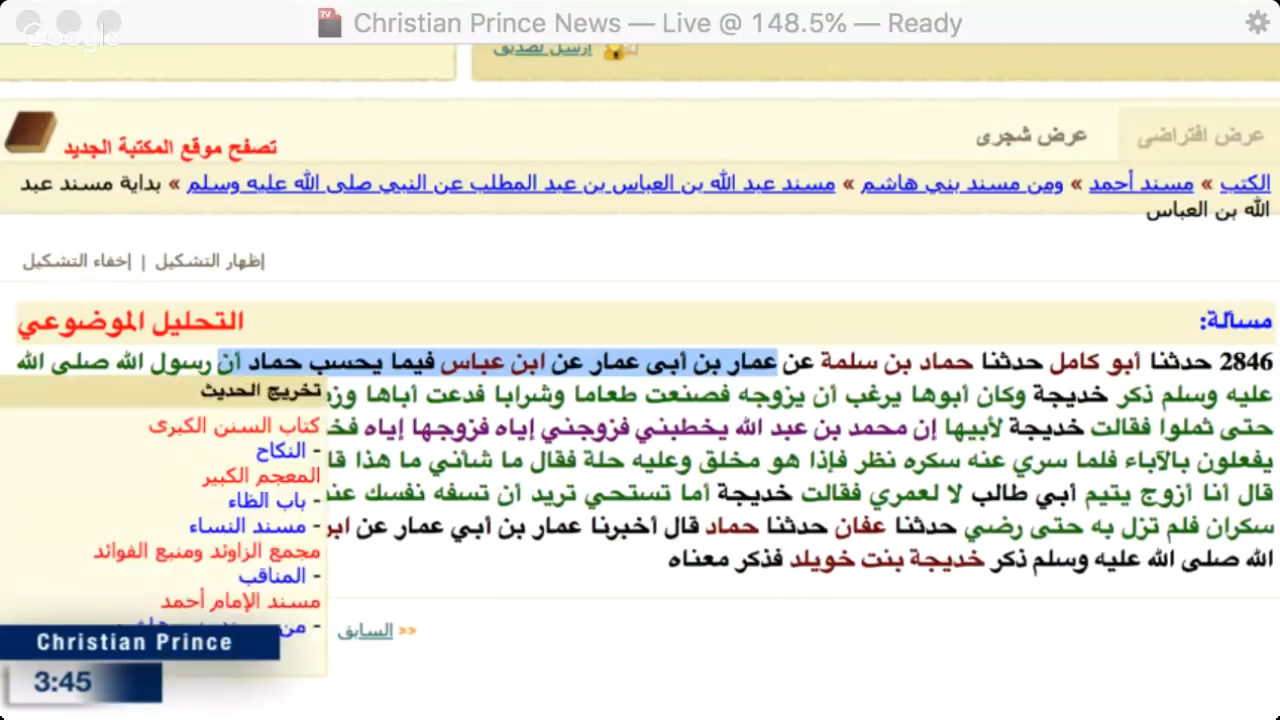 Christian Prince News — Live @ 148.5% — Ready
Google
إرسل لصديق
عرض افتراضي
عرض شجري
تصفح موقع المكتبة الجديد
الكتب » مسند أحمد » ومن مسند بني هاشم » مسند عبد الله بن العباس بن عبد المطلب عن النبي صلى الله عليه وسلم » بداية مسند عبد
الله بن العباس
إظهار التشكيل | إخفاء التشكيل
مسألة:
التحليل الموضوعي
2846 حدثنا أبو كامل حدثنا حماد بن سلمة عن عمار بن أبي عمار عن ابن عباس فيما يحسب حماد أن رسول الله صلى الله
عليه وسلم ذكر خديجة وكان أبوها يرغب أن يزوجه فصنعت طعاما وشرابا فدعت أباها
حتى ثملوا فقالت خديجة لأبيها إن محمد بن عبد الله يخطبني فزوجني إياه فزوجها إياه
يفعلون بالآباء فلما سري عنه سكره نظر فإذا هو مخلق وعليه حلة فقال ما شأني ما هذا
قال أنا أزوج يتيم أبي طالب لا لعمري فقالت خديجة أما تستحي تريد أن تسفه نفسك
سكران فلم تزل به حتى رضي حدثنا عفان حدثنا حماد قال أخبرنا عمار بن أبي عمار عن
الله صلى الله عليه وسلم ذكر خديجة بنت خويلد فذكر معناه
تخريج الحديث
كتاب السنن الكبرى
- النكاح
المعجم الكبير
- باب الظاء
- مسند النساء
مجمع الزاوئد ومنبع الفوائد
- المناقب
مسند الإمام أحمد
>> السابق
Christian Prince
3:45